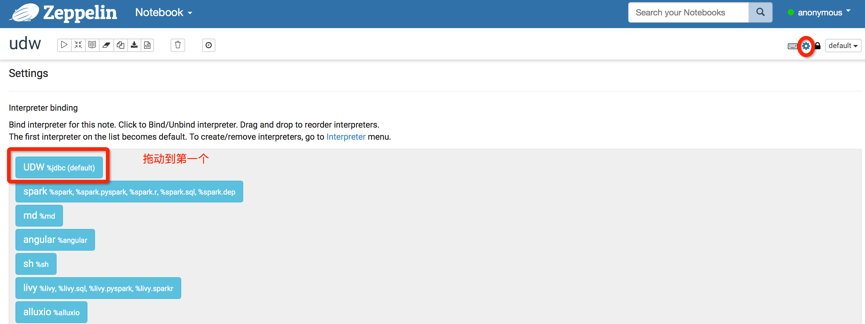 Zeppelin Notebook Search your Notebooks anonymous
udw default
Settings
Interpreter binding
Bind interpreter for this note. Click to Bind/Unbind interpreter. Drag and drop to reorder interpreters.
The first interpreter on the list becomes default. To create/remove interpreters, go to Interpreter menu.
UDW %jdbc (default) 拖动到第一个
spark %spark, %spark.pyspark, %spark.r, %spark.sql, %spark.dep
md %md
angular %angular
sh %sh
livy %livy, %livy.sql, %livy.pyspark, %livy.sparkr
alluxio %alluxio